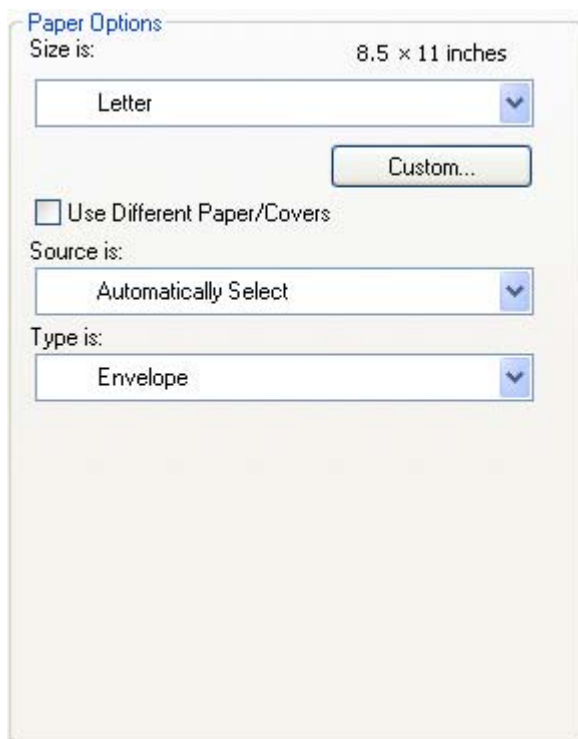 Paper Options
Size is: 8.5 × 11 inches
Letter
Custom...
Use Different Paper/Covers
Source is:
Automatically Select
Type is:
Envelope